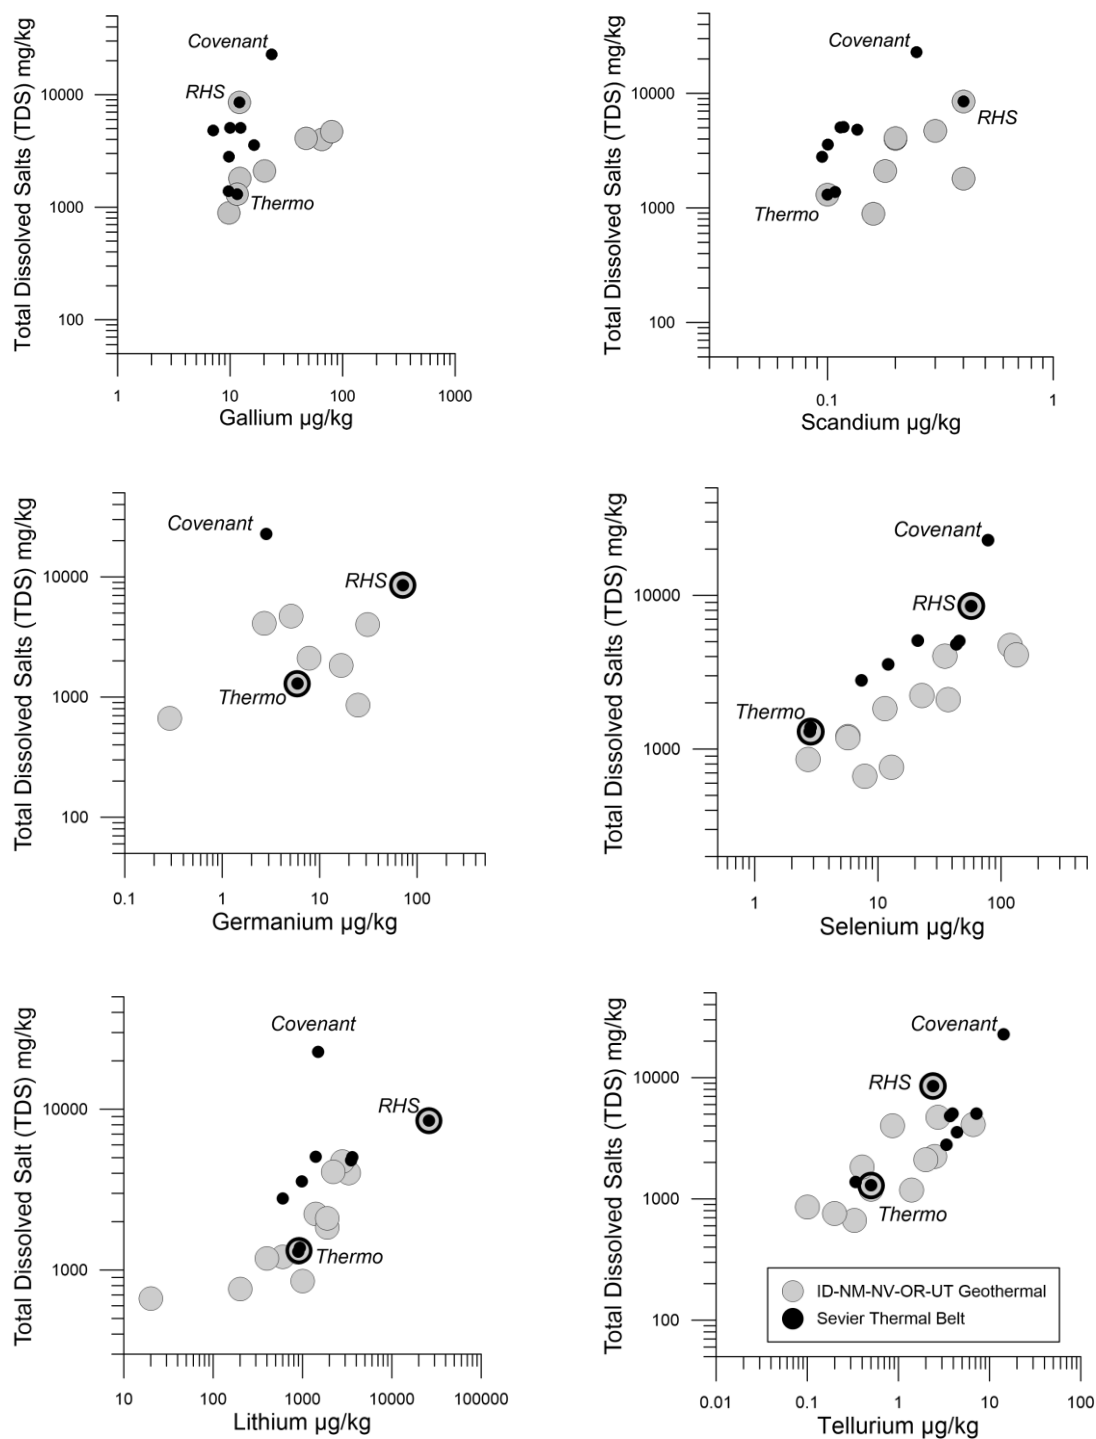 Total Dissolved Salts (TDS) mg/kg
10000
1000
100
Covenant
RHS
Thermo
1
10
100
1000
Gallium µg/kg
Total Dissolved Salts (TDS) mg/kg
10000
1000
100
Covenant
RHS
Thermo
0.1
1
Scandium µg/kg
Total Dissolved Salts (TDS) mg/kg
10000
1000
100
Covenant
RHS
Thermo
0.1
1
10
100
Germanium µg/kg
Total Dissolved Salts (TDS) mg/kg
10000
1000
Covenant
RHS
Thermo
1
10
100
Selenium µg/kg
Total Dissolved Salt (TDS) mg/kg
10000
1000
Covenant
RHS
Thermo
10
100
1000
10000
100000
Lithium µg/kg
Total Dissolved Salts (TDS) mg/kg
10000
1000
100
Covenant
RHS
Thermo
ID-NM-NV-OR-UT Geothermal
Sevier Thermal Belt
0.01
0.1
1
10
100
Tellurium µg/kg